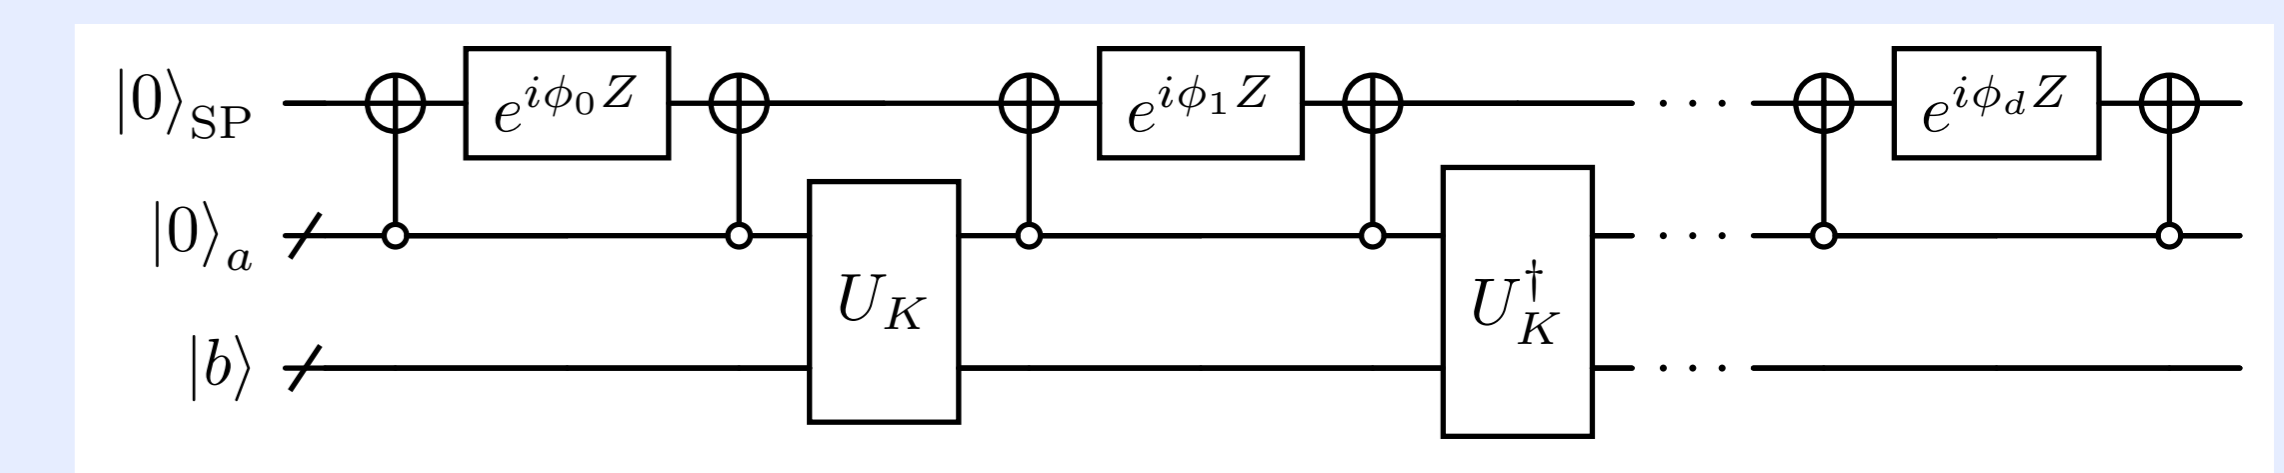 |0⟩_SP e^{iϕ_0 Z} e^{iϕ_1 Z} · · · e^{iϕ_d Z}
|0⟩_a · · ·
U_K U_K^†
|b⟩ · · ·